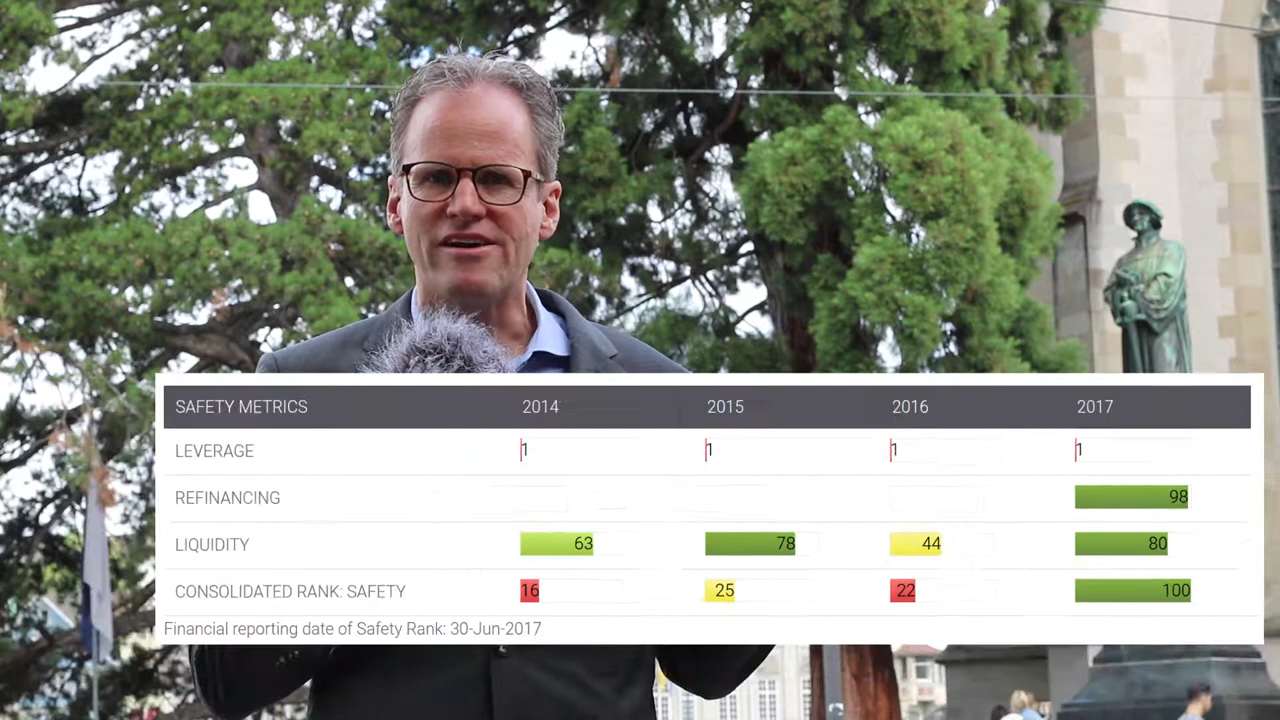 SAFETY METRICS 2014 2015 2016 2017
LEVERAGE 1 1 1 1
REFINANCING 98
LIQUIDITY 63 78 44 80
CONSOLIDATED RANK: SAFETY 16 25 22 100
Financial reporting date of Safety Rank: 30-Jun-2017